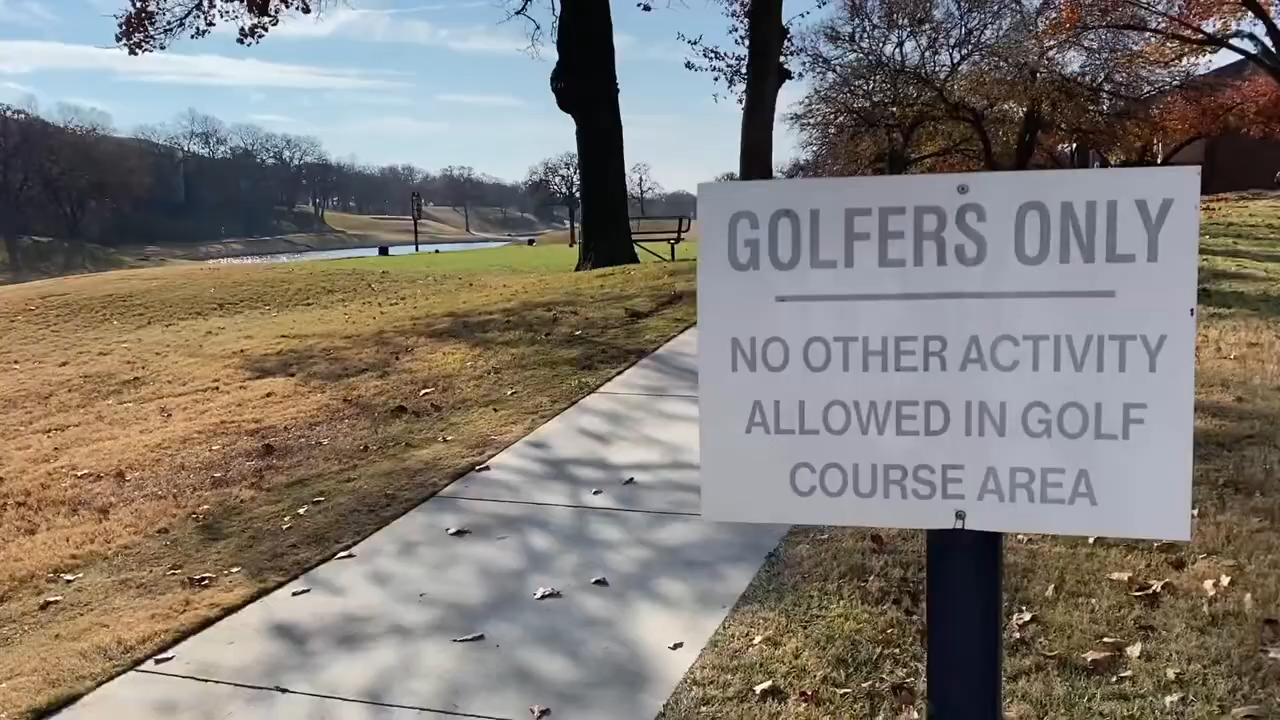 GOLFERS ONLY
NO OTHER ACTIVITY
ALLOWED IN GOLF
COURSE AREA